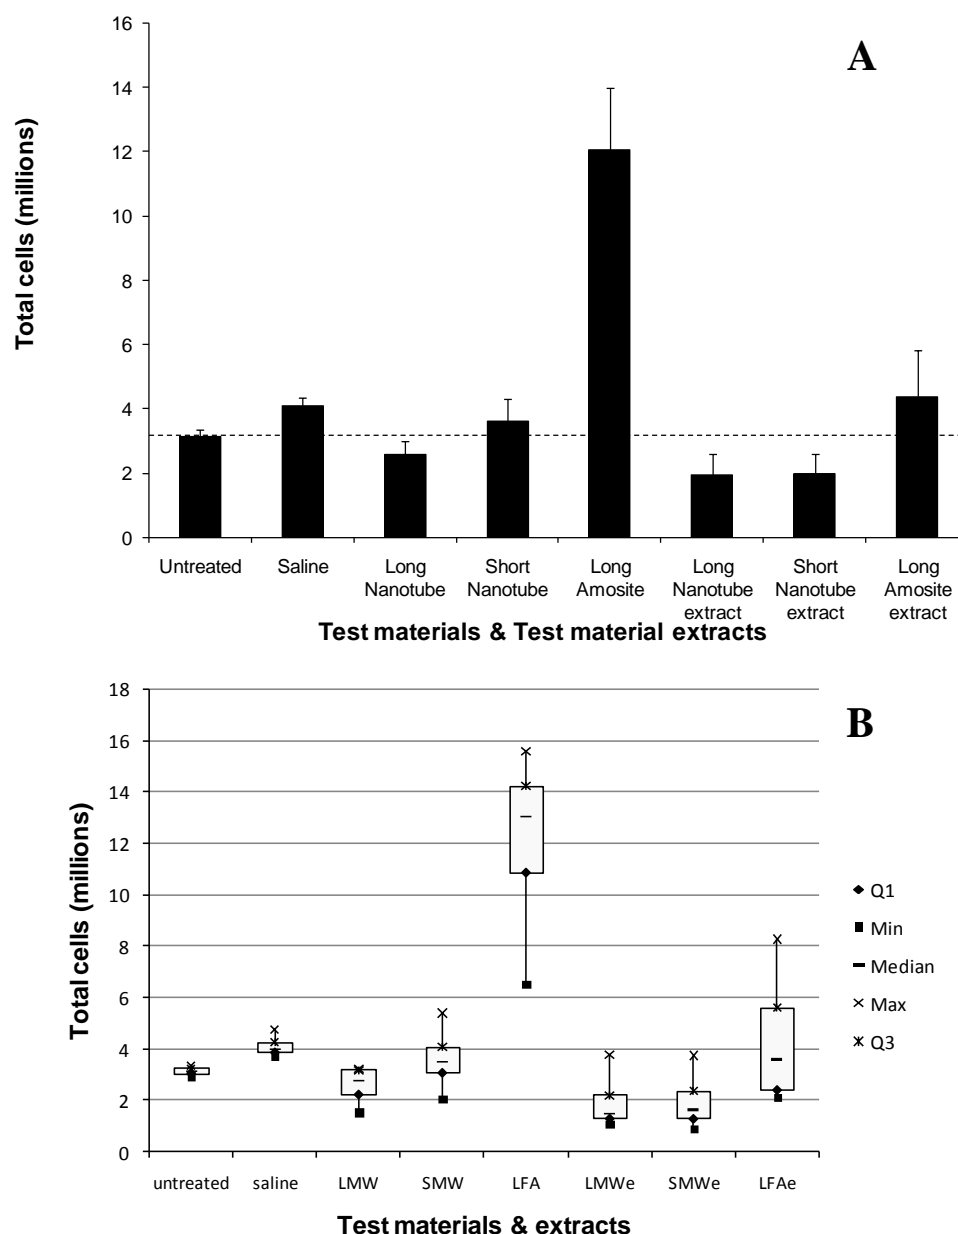 16
14
12
10
8
6
4
2
0
Total cells (millions)
A
Untreated Saline Long Short Long Long Short Long
Nanotube Nanotube Amosite Nanotube Nanotube Amosite
extract extract extract
Test materials & Test material extracts
18
16
14
12
10
8
6
4
2
0
Total cells (millions)
B
Q1
Min
Median
Max
Q3
untreated saline LMW SMW LFA LMWe SMWe LFAe
Test materials & extracts